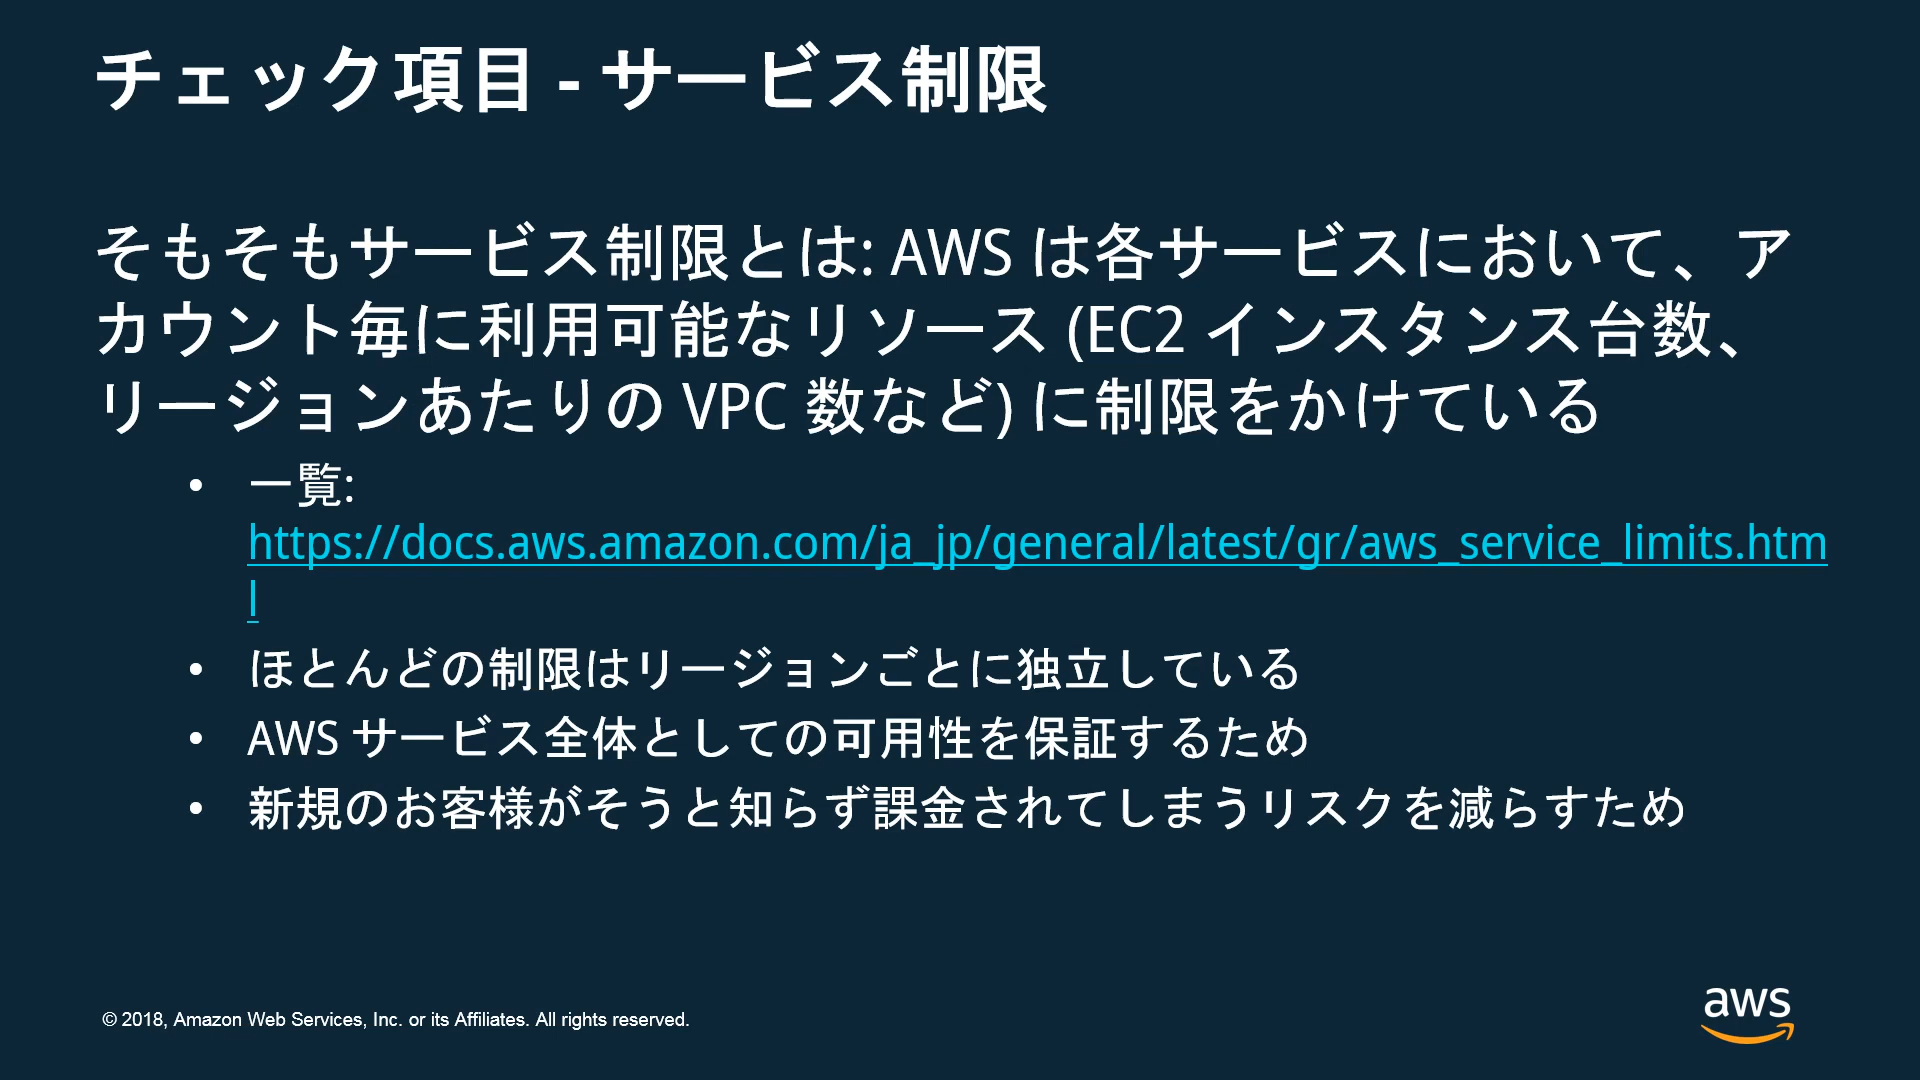 チェック項目 - サービス制限
そもそもサービス制限とは: AWS は各サービスにおいて、ア
カウント毎に利用可能なリソース (EC2 インスタンス台数、
リージョンあたりの VPC 数など) に制限をかけている
• 一覧:
https://docs.aws.amazon.com/ja_jp/general/latest/gr/aws_service_limits.htm
l
• ほとんどの制限はリージョンごとに独立している
• AWS サービス全体としての可用性を保証するため
• 新規のお客様がそうと知らず課金されてしまうリスクを減らすため
© 2018, Amazon Web Services, Inc. or its Affiliates. All rights reserved.
aws